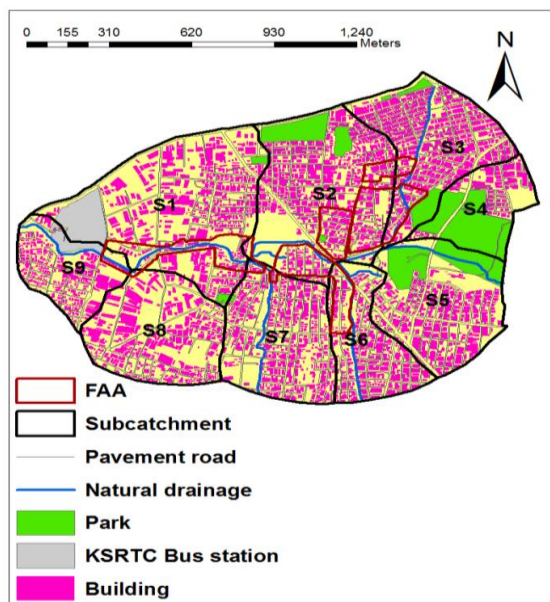 0 155 310 620 930 1,240
Meters
N
S3
S2
S1
S4
S9
S5
S8
S7
S6
FAA
Subcatchment
Pavement road
Natural drainage
Park
KSRTC Bus station
Building